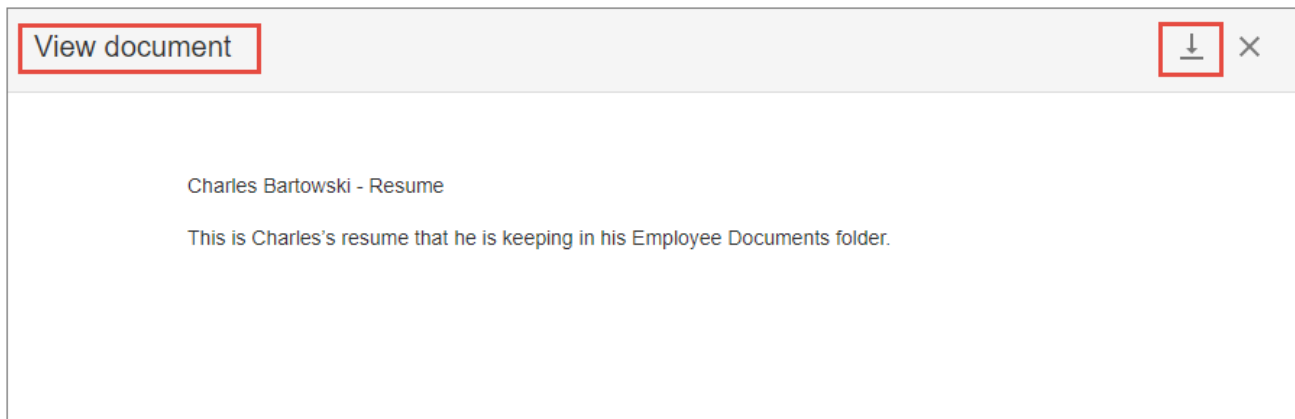 View document
Charles Bartowski - Resume
This is Charles’s resume that he is keeping in his Employee Documents folder.